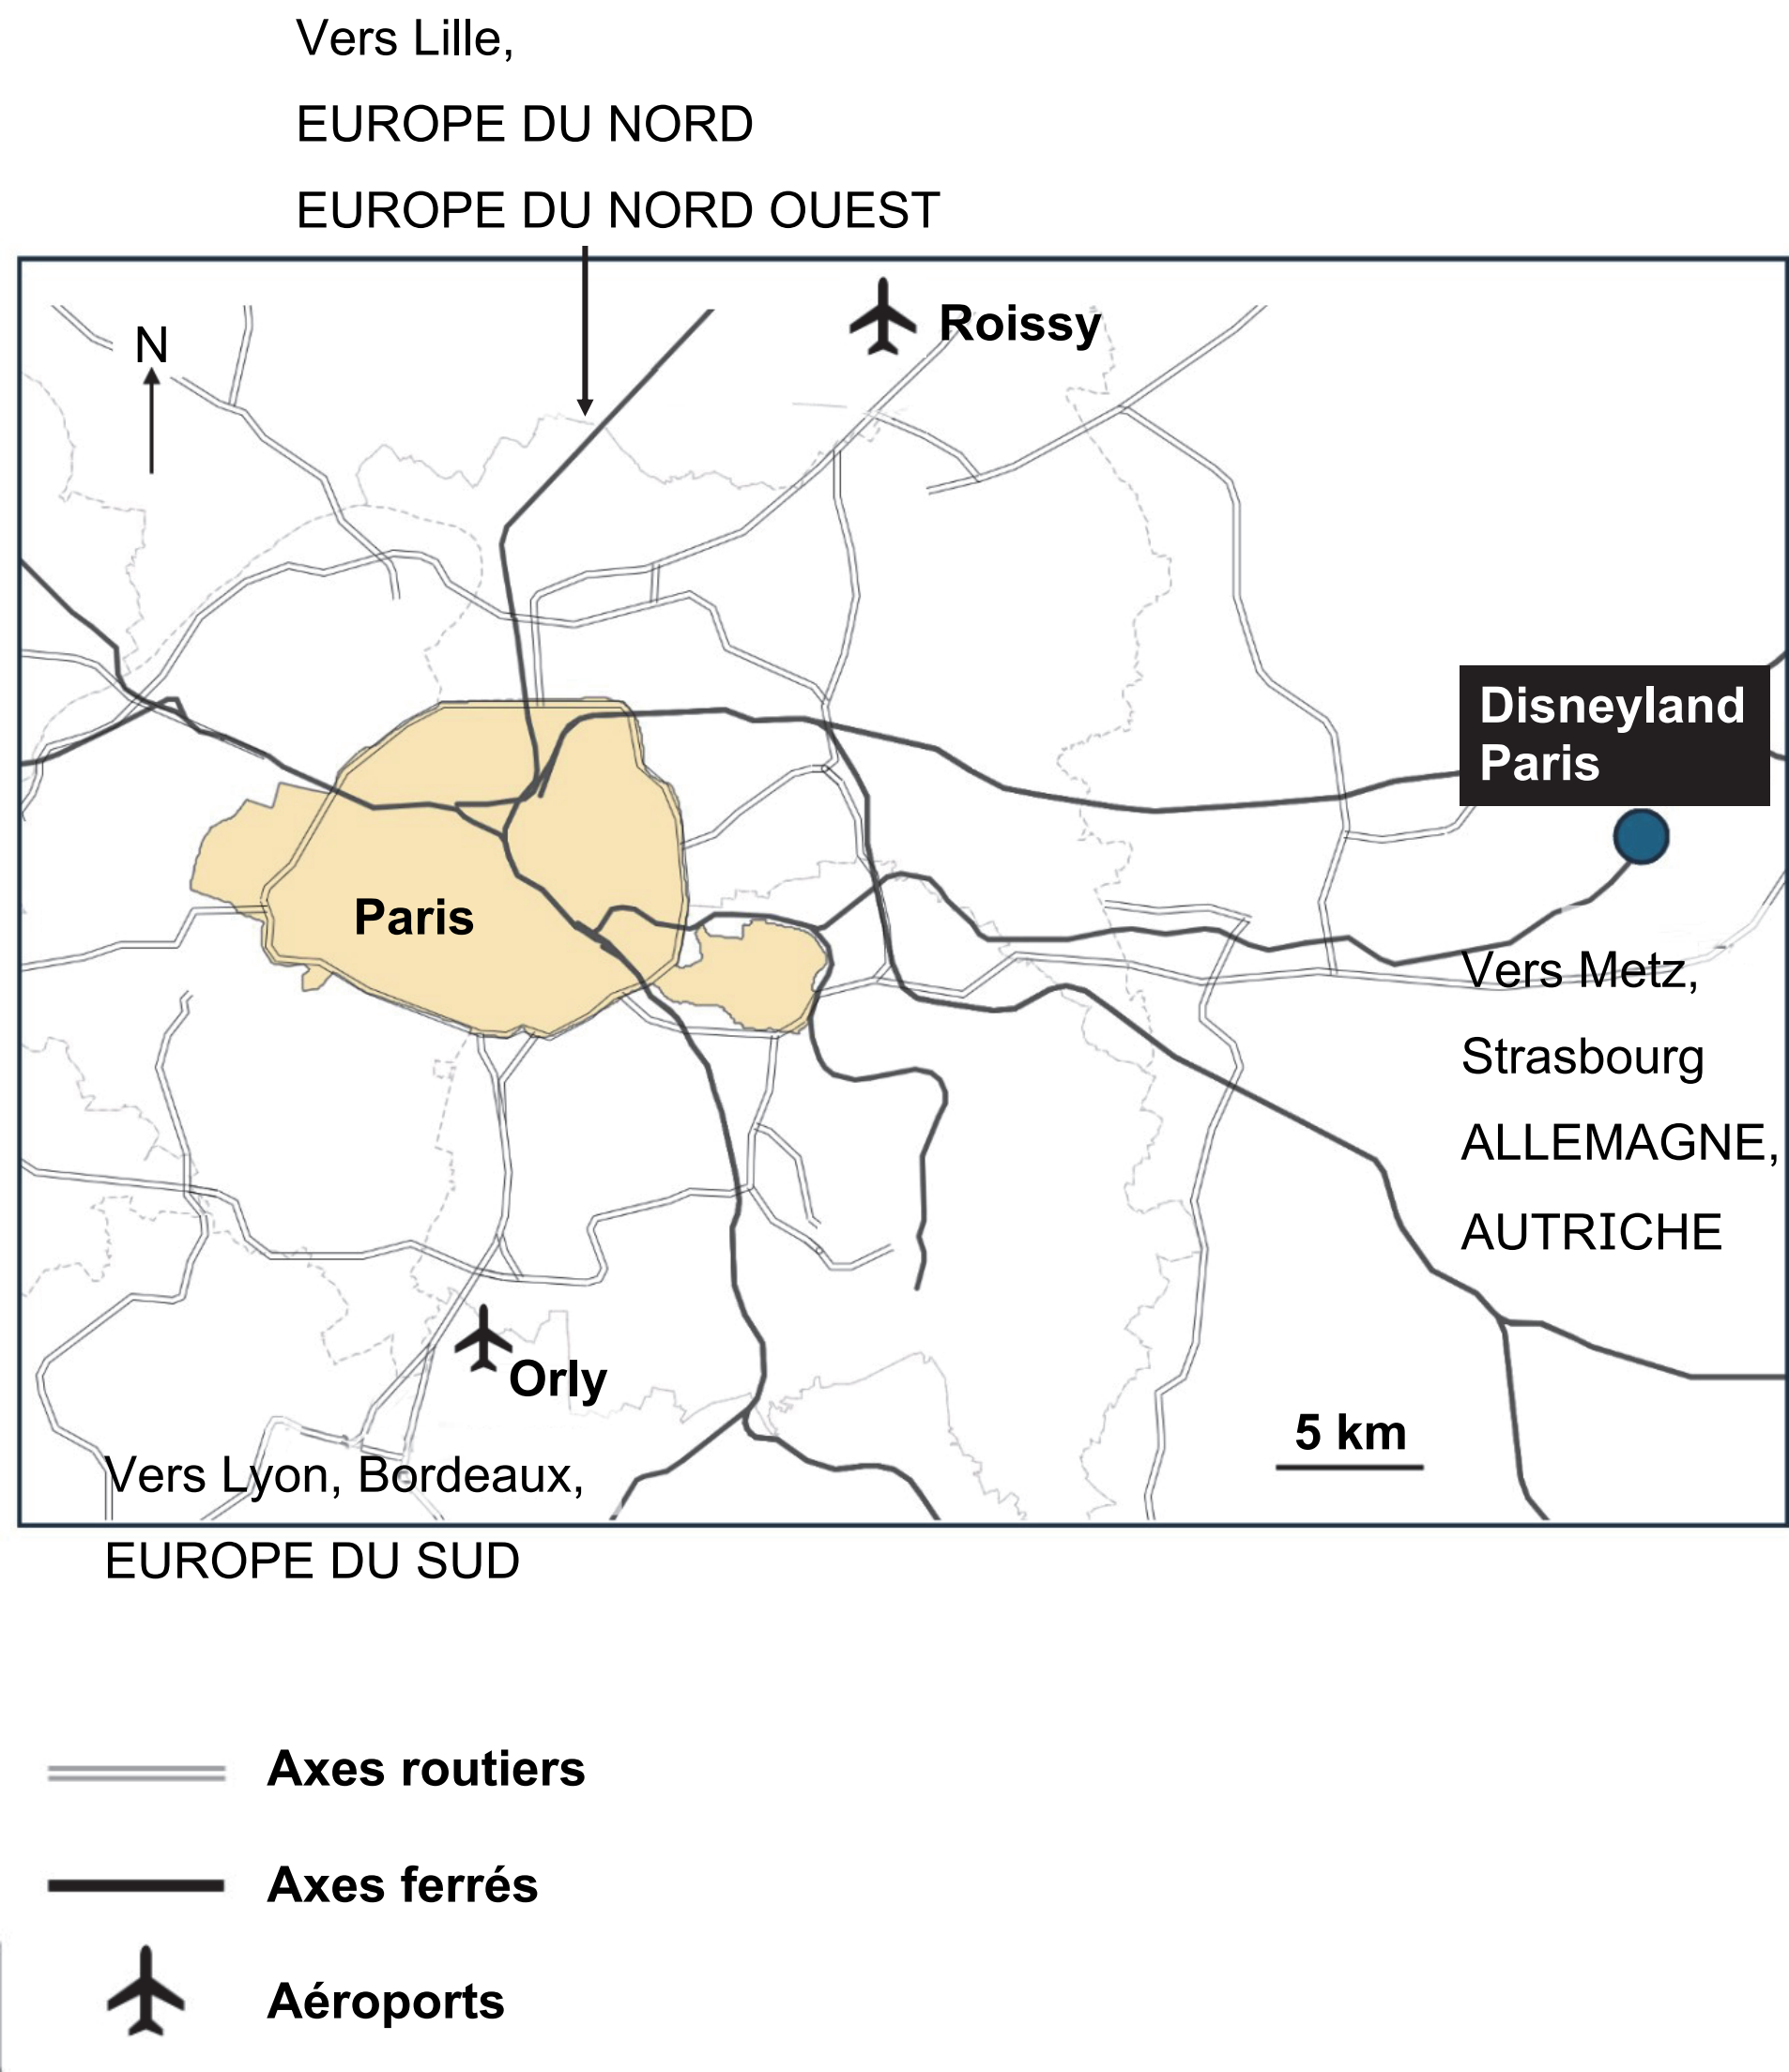 Vers Lille,
EUROPE DU NORD
EUROPE DU NORD OUEST
N
Roissy
Disneyland
Paris
Paris
Vers Metz,
Strasbourg
ALLEMAGNE,
AUTRICHE
Orly
5 km
Vers Lyon, Bordeaux,
EUROPE DU SUD
Axes routiers
Axes ferrés
Aéroports